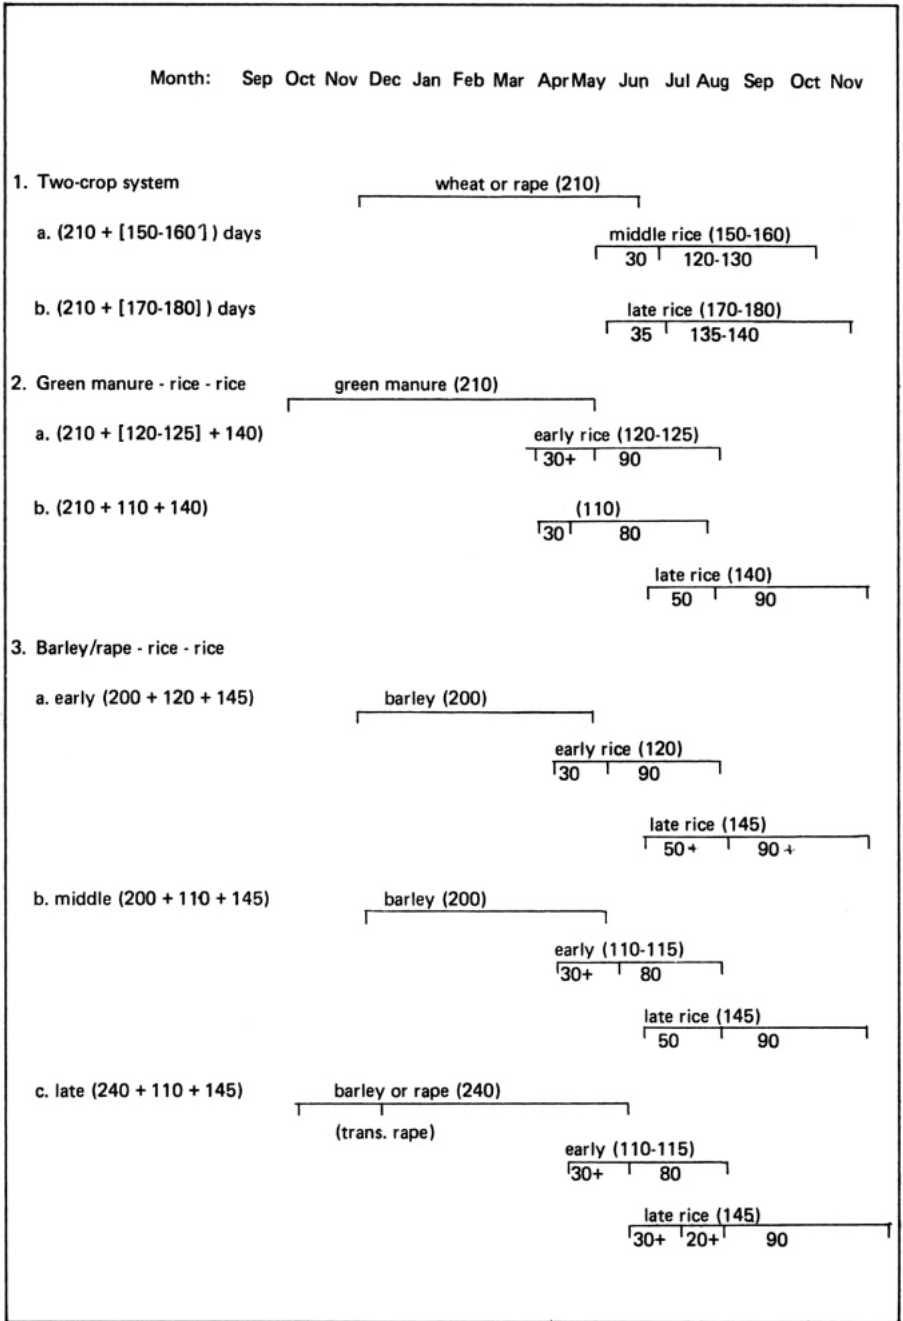 Month: Sep Oct Nov Dec Jan Feb Mar Apr May Jun Jul Aug Sep Oct Nov
1. Two-crop system wheat or rape (210)
a. (210 + [150-160]) days middle rice (150-160)
30 120-130
b. (210 + [170-180]) days late rice (170-180)
35 135-140
2. Green manure - rice - rice green manure (210)
a. (210 + [120-125] + 140) early rice (120-125)
30+ 90
b. (210 + 110 + 140) (110)
30 80
late rice (140)
50 90
3. Barley/rape - rice - rice
a. early (200 + 120 + 145) barley (200)
early rice (120)
30 90
late rice (145)
50+ 90+
b. middle (200 + 110 + 145) barley (200)
early (110-115)
30+ 80
late rice (145)
50 90
c. late (240 + 110 + 145) barley or rape (240)
(trans. rape)
early (110-115)
30+ 80
late rice (145)
30+ 20+ 90